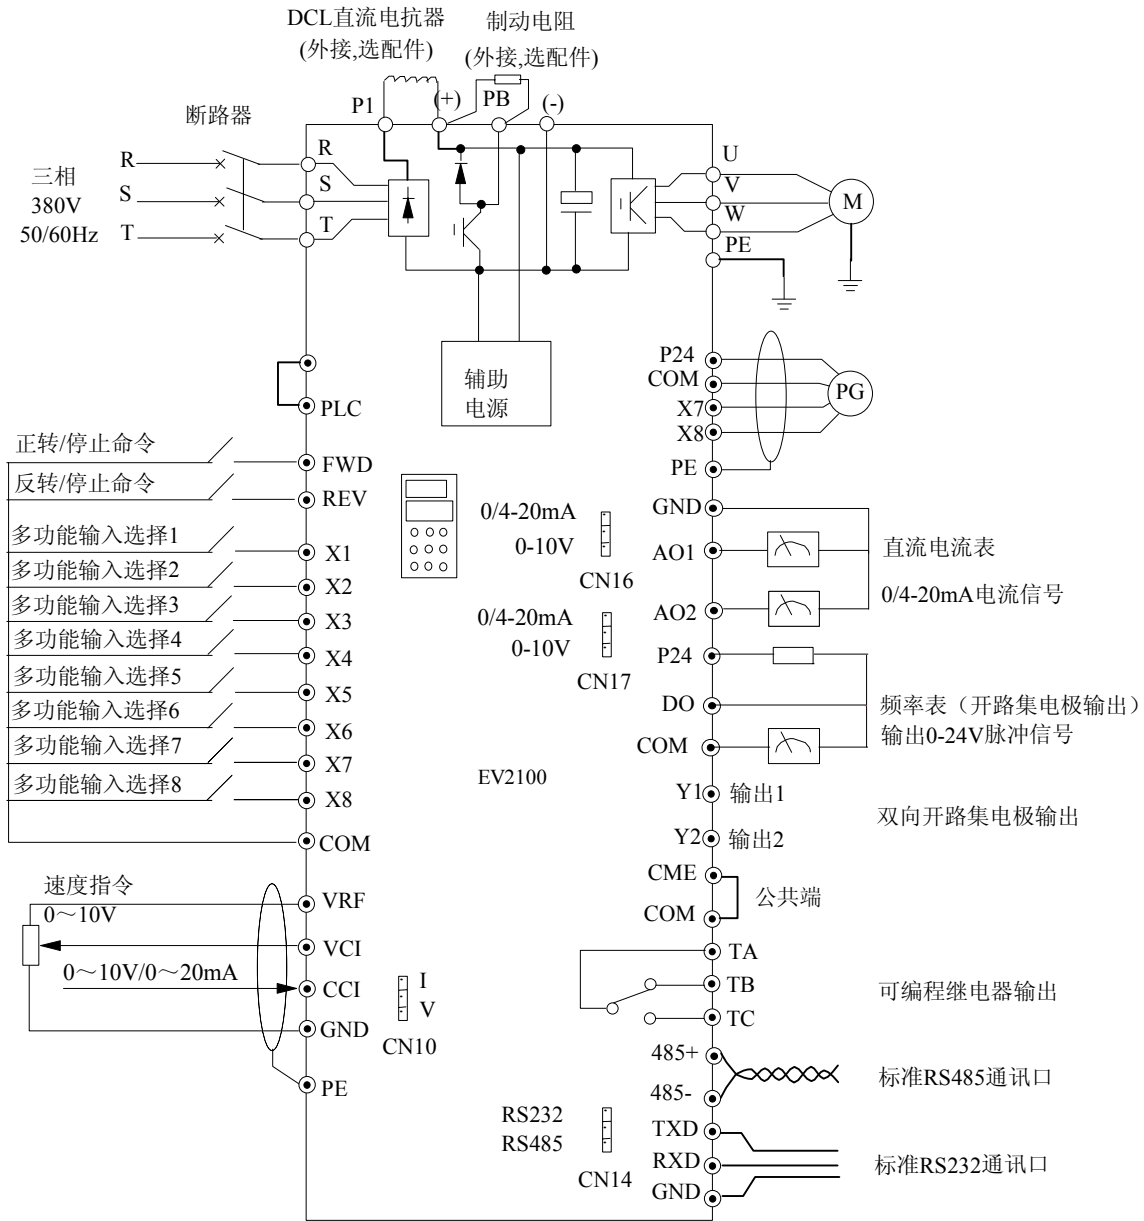 DCL直流电抗器
(外接,选配件)
制动电阻
(外接,选配件)
P1
(+)
PB
(-)
断路器
三相
380V
50/60Hz
R
S
T
R
S
T
U
V
W
PE
M
辅助
电源
PLC
正转/停止命令
FWD
反转/停止命令
REV
多功能输入选择1
X1
多功能输入选择2
X2
多功能输入选择3
X3
多功能输入选择4
X4
多功能输入选择5
X5
多功能输入选择6
X6
多功能输入选择7
X7
多功能输入选择8
X8
COM
速度指令
0～10V
VRF
VCI
0～10V/0～20mA
CCI
GND
PE
I
V
CN10
0/4-20mA
0-10V
CN16
0/4-20mA
0-10V
CN17
EV2100
RS232
RS485
CN14
P24
COM
X7
X8
PE
PG
GND
AO1
AO2
直流电流表
0/4-20mA电流信号
P24
DO
COM
频率表（开路集电极输出）
输出0-24V脉冲信号
Y1
输出1
Y2
输出2
双向开路集电极输出
CME
COM
公共端
TA
TB
TC
可编程继电器输出
485+
485-
标准RS485通讯口
TXD
RXD
GND
标准RS232通讯口